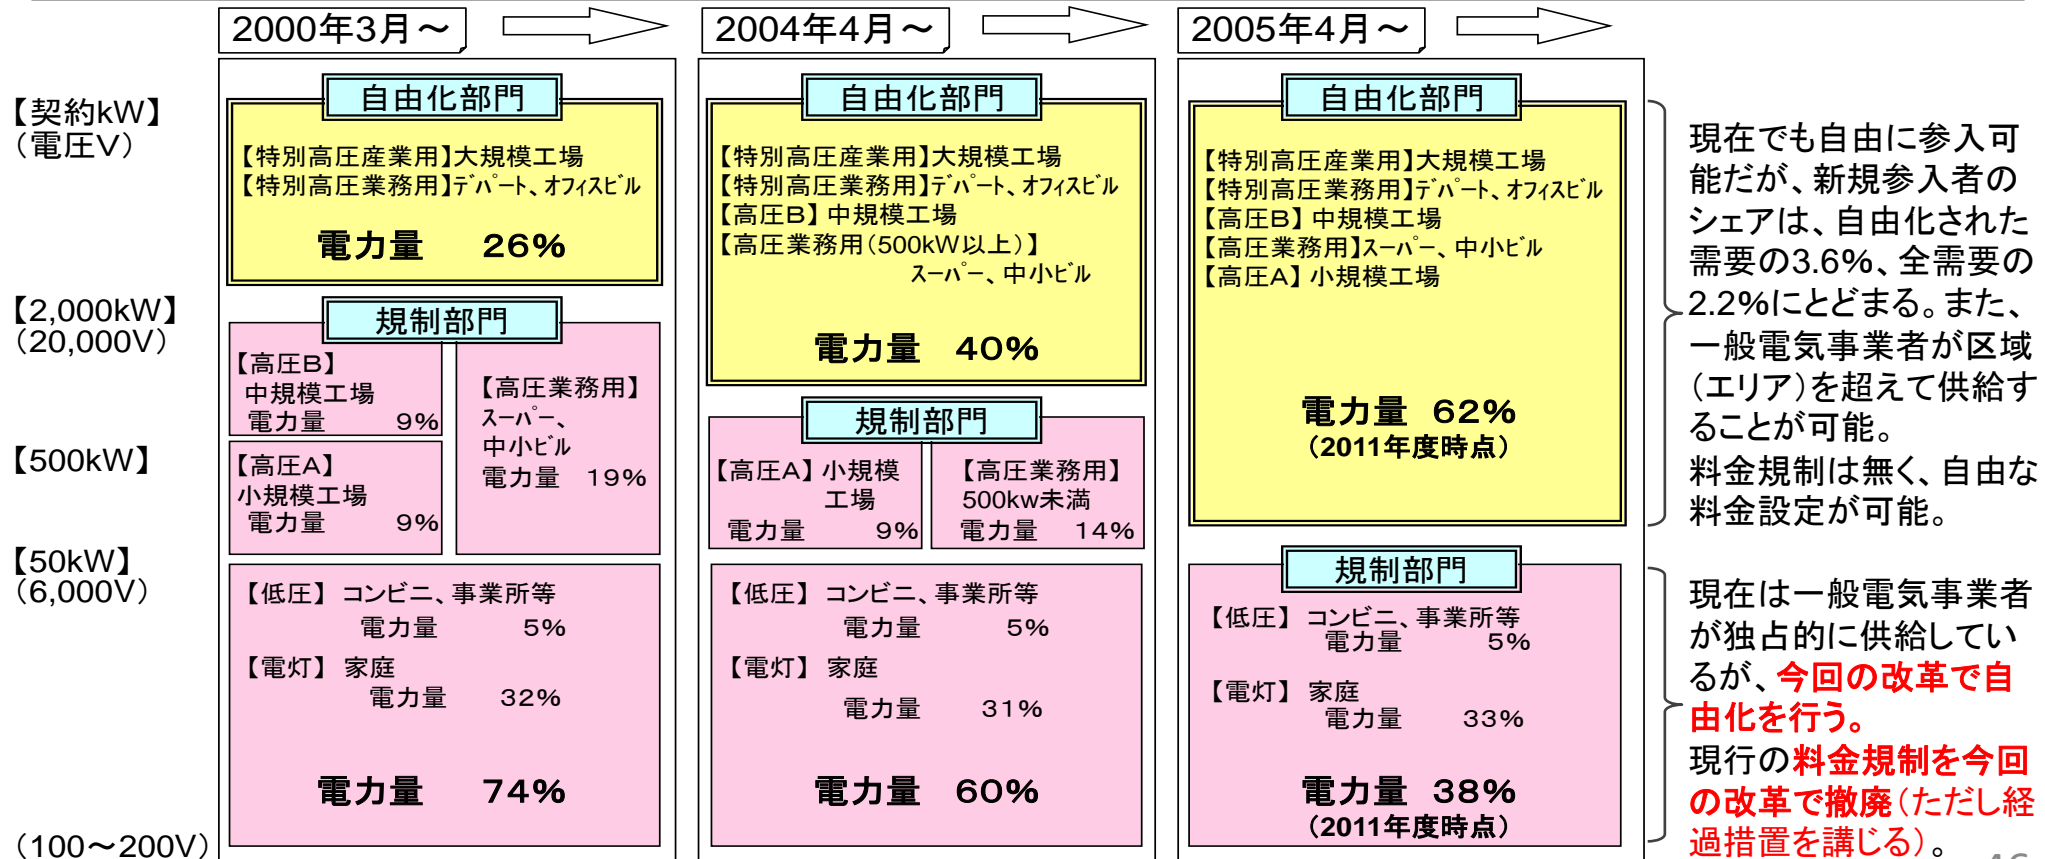 2000年3月～
2004年4月～
2005年4月～
【契約kW】
（電圧V）
【2,000kW】
（20,000V）
【500kW】
【50kW】
（6,000V）
（100～200V）
自由化部門
【特別高圧産業用】大規模工場
【特別高圧業務用】ﾃﾞﾊﾟｰﾄ、ｵﾌｨｽﾋﾞﾙ
電力量　26%
規制部門
【高圧B】
中規模工場
電力量　9%
【高圧A】
小規模工場
電力量　9%
【高圧業務用】
ｽｰﾊﾟｰ、
中小ﾋﾞﾙ
電力量　19%
【低圧】 コンビニ、事業所等
電力量　5%
【電灯】 家庭
電力量　32%
電力量　74%
自由化部門
【特別高圧産業用】大規模工場
【特別高圧業務用】ﾃﾞﾊﾟｰﾄ、ｵﾌｨｽﾋﾞﾙ
【高圧B】 中規模工場
【高圧業務用（500kW以上）】
ｽｰﾊﾟｰ、中小ﾋﾞﾙ
電力量　40%
規制部門
【高圧A】 小規模
工場
電力量　9%
【高圧業務用】
500kw未満
電力量　14%
【低圧】 コンビニ、事業所等
電力量　5%
【電灯】 家庭
電力量　31%
電力量　60%
自由化部門
【特別高圧産業用】大規模工場
【特別高圧業務用】ﾃﾞﾊﾟｰﾄ、ｵﾌｨｽﾋﾞﾙ
【高圧B】 中規模工場
【高圧業務用】ｽｰﾊﾟｰ、中小ﾋﾞﾙ
【高圧A】 小規模工場
電力量　62%
（2011年度時点）
規制部門
【低圧】 コンビニ、事業所等
電力量　5%
【電灯】 家庭
電力量　33%
電力量　38%
（2011年度時点）
現在でも自由に参入可
能だが、新規参入者の
シェアは、自由化された
需要の3.6%、全需要の
2.2%にとどまる。また、
一般電気事業者が区域
（エリア）を超えて供給す
ることが可能。
料金規制は無く、自由な
料金設定が可能。
現在は一般電気事業者
が独占的に供給してい
るが、今回の改革で自
由化を行う。
現行の料金規制を今回
の改革で撤廃（ただし経
過措置を講じる）。